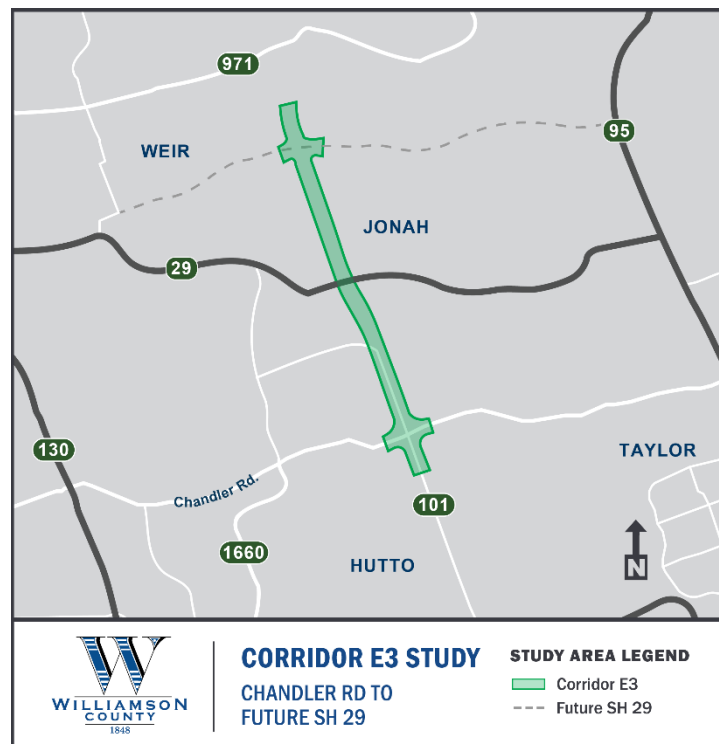 971
95
WEIR
JONAH
29
130
TAYLOR
Chandler Rd.
101
1660
HUTTO
N
W
WILLIAMSON
COUNTY
1848
CORRIDOR E3 STUDY
CHANDLER RD TO
FUTURE SH 29
STUDY AREA LEGEND
Corridor E3
Future SH 29